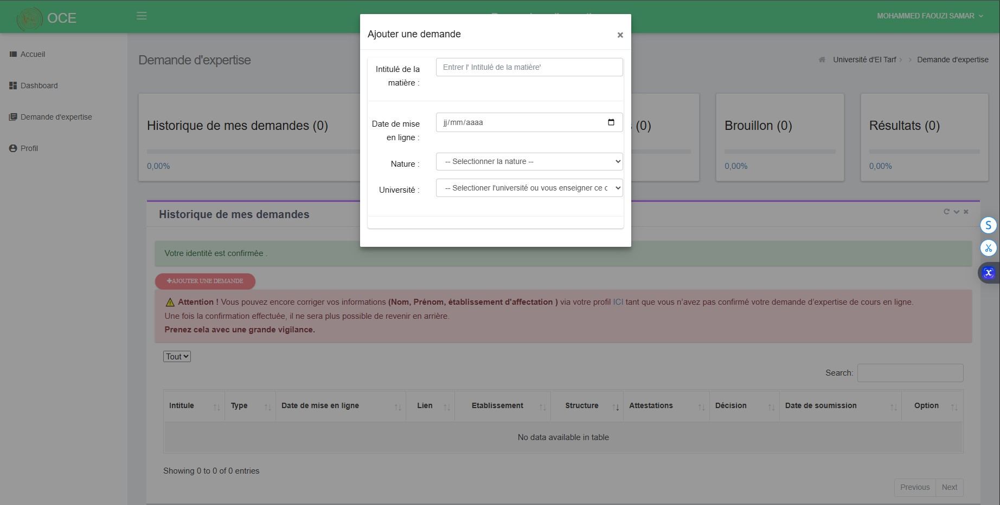 OCE
MOHAMMED FAOUZI SAMAR
Accueil
Dashboard
Demande d'expertise
Profil
Demande d'expertise
Université d'El Tarf > > Demande d'expertise
Historique de mes demandes (0)
0,00%
(0)
Brouillon (0)
0,00%
Résultats (0)
0,00%
Ajouter une demande
×
Intitulé de la
matière :
Entrer l' Intitulé de la matière'
Date de mise
en ligne :
jj/mm/aaaa
Nature :
-- Selectionner la nature --
Université :
-- Selectioner l'université ou vous enseigner ce c
Historique de mes demandes
Votre identité est confirmée .
+AJOUTER UNE DEMANDE
Attention ! Vous pouvez encore corriger vos informations (Nom, Prénom, établissement d'affectation ) via votre profil ICI tant que vous n’avez pas confirmé votre demande d’expertise de cours en ligne.
Une fois la confirmation effectuée, il ne sera plus possible de revenir en arrière.
Prenez cela avec une grande vigilance.
Tout
Search:
Intitule Type Date de mise en ligne Lien Etablissement Structure Attestations Décision Date de soumission Option
No data available in table
Showing 0 to 0 of 0 entries
Previous Next
S